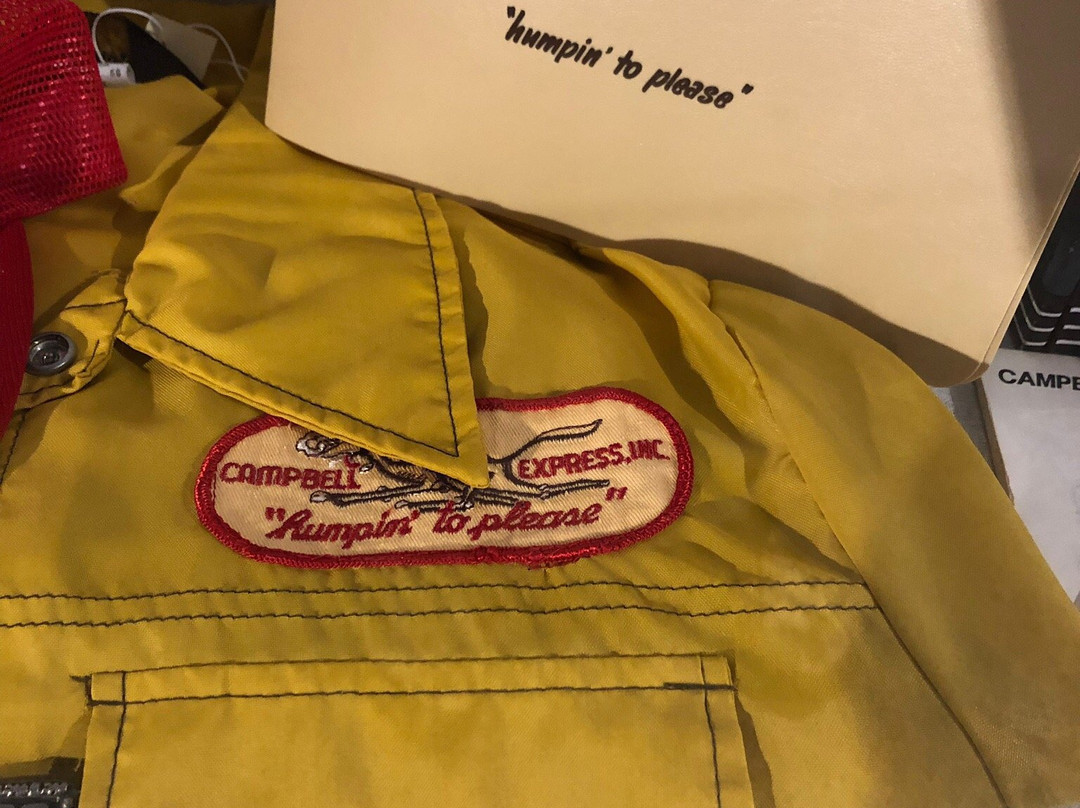 "humpin' to please"
CAMPBELL EXPRESS, INC.
"humpin' to please"
CAMPB